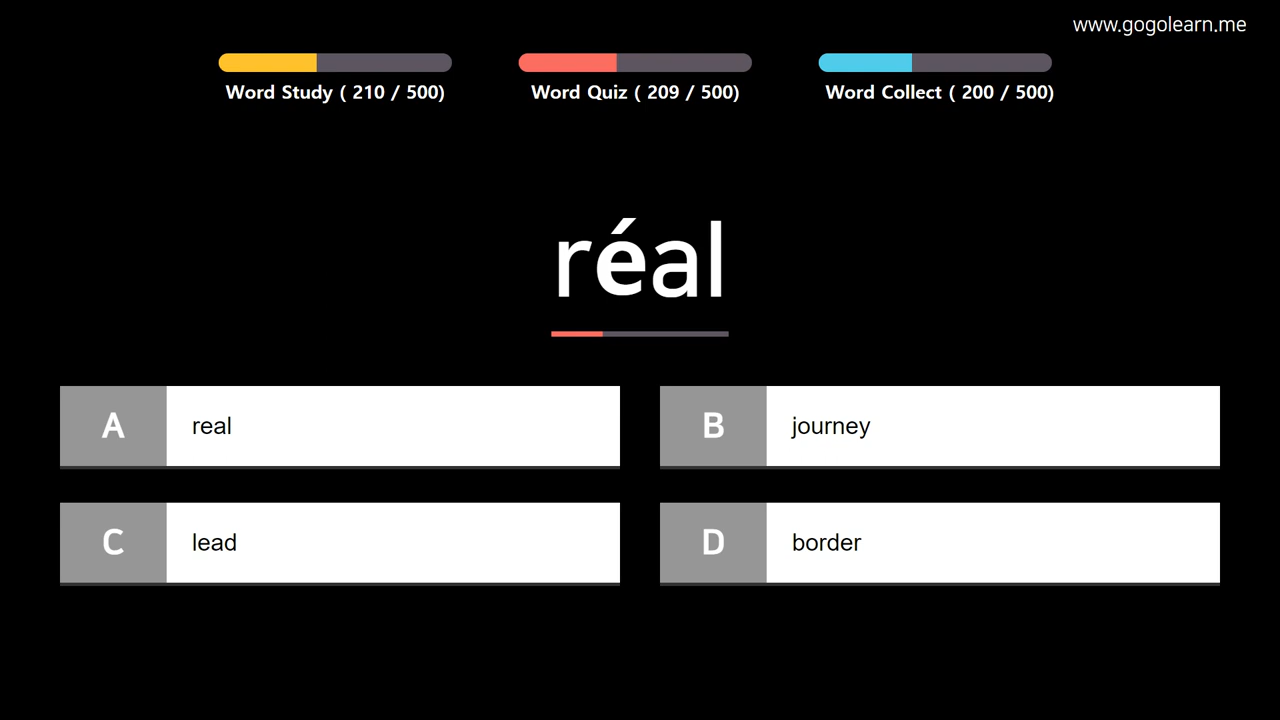 www.gogolearn.me
Word Study ( 210 / 500)
Word Quiz ( 209 / 500)
Word Collect ( 200 / 500)
réal
A real
B journey
C lead
D border